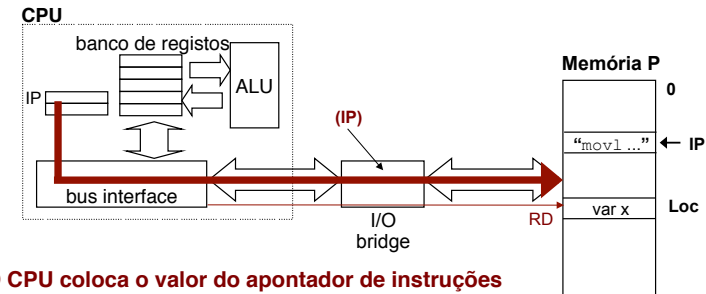 CPU
banco de registos
ALU
IP
(IP)
bus interface
I/O
bridge
RD
Memória P
0
“movl …”
IP
var x
Loc
CPU coloca o valor do apontador de instruções